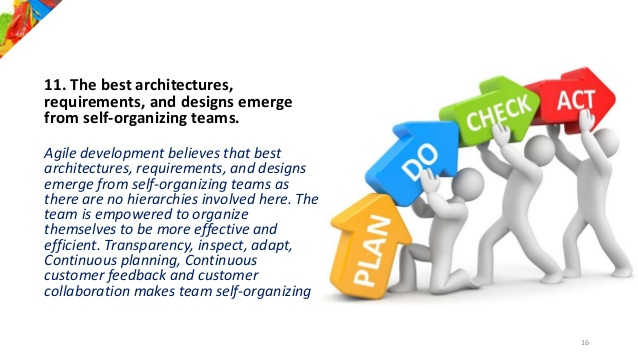 11. The best architectures,
requirements, and designs emerge
from self-organizing teams.
Agile development believes that best
architectures, requirements, and designs
emerge from self-organizing teams as
there are no hierarchies involved here. The
team is empowered to organize
themselves to be more effective and
efficient. Transparency, inspect, adapt,
Continuous planning, Continuous
customer feedback and customer
collaboration makes team self-organizing
PLAN
DO
CHECK
ACT
16